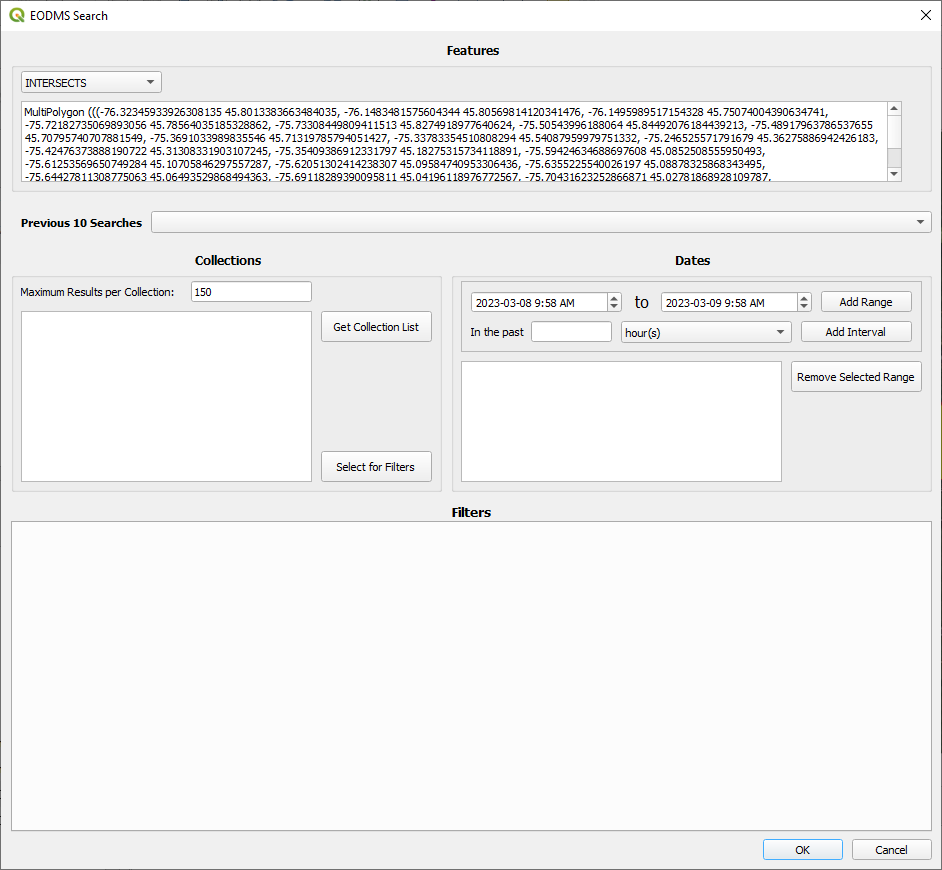 EODMS Search
Features
INTERSECTS
MultiPolygon (((-76.32345933926308135 45.8013383663484035, -76.1483481575604344 45.80569814120341476, -76.1495989517154328 45.75074004390634741,
-75.72182735069893056 45.78564035185328862, -75.73308449809411513 45.8274918977640624, -75.50543996188064 45.84492076184439213, -75.48917963786537655
45.70795740707881549, -75.3691033989835546 45.71319785794051427, -75.33783354510808294 45.54087959979751332, -75.246525571791679 45.36275886942426183,
-75.42476373888190722 45.31308331903107245, -75.3540938691233​1797 45.18275315734118891, -75.59424634688697608 45.0852508555950493,
-75.61253569650749284 45.10705846297557287, -75.62051302414238307 45.09584740953306436, -75.6355225540026197 45.08878325868343495,
-75.64427811308775063 45.06493529868494363, -75.69118289390095811 45.04196118976772567, -75.70431623252866871 45.02781868928109787,
Previous 10 Searches
Collections
Maximum Results per Collection: 150
Get Collection List
Select for Filters
Dates
2023-03-08 9:58 AM to 2023-03-09 9:58 AM Add Range
In the past hour(s) Add Interval
Remove Selected Range
Filters
OK Cancel